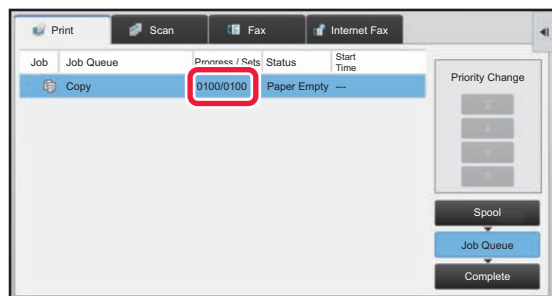 Print
Scan
Fax
Internet Fax
Job
Job Queue
Progress / Sets
Status
Start
Time
Copy
0100/0100
Paper Empty
---
Priority Change
Spool
Job Queue
Complete